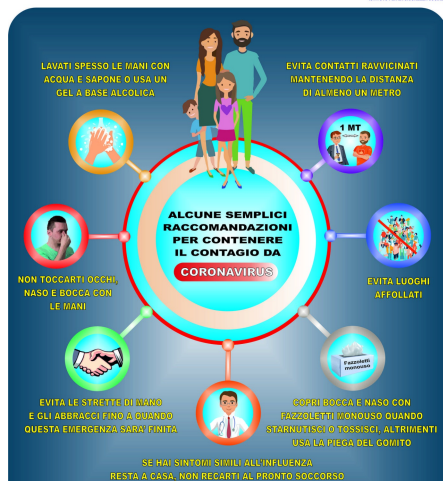 LAVATI SPESSO LE MANI CON
ACQUA E SAPONE O USA UN
GEL A BASE ALCOLICA
EVITA CONTATTI RAVVICINATI
MANTENENDO LA DISTANZA
DI ALMENO UN METRO
1 MT
ALCUNE SEMPLICI
RACCOMANDAZIONI
PER CONTENERE
IL CONTAGIO DA
CORONAVIRUS
NON TOCCARTI OCCHI,
NASO E BOCCA CON
LE MANI
EVITA LUOGHI
AFFOLLATI
Fazzoletti
monouso
EVITA LE STRETTE DI MANO
E GLI ABBRACCI FINO A QUANDO
QUESTA EMERGENZA SARA' FINITA
COPRI BOCCA E NASO CON
FAZZOLETTI MONOUSO QUANDO
STARNUTISCI O TOSSISCI, ALTRIMENTI
USA LA PIEGA DEL GOMITO
SE HAI SINTOMI SIMILI ALL'INFLUENZA
RESTA A CASA, NON RECARTI AL PRONTO SOCCORSO